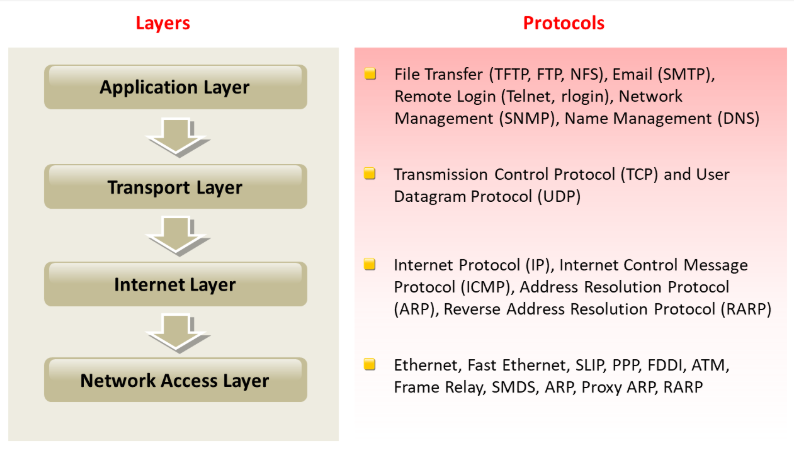 Layers
Protocols
Application Layer
File Transfer (TFTP, FTP, NFS), Email (SMTP),
Remote Login (Telnet, rlogin), Network
Management (SNMP), Name Management (DNS)
Transport Layer
Transmission Control Protocol (TCP) and User
Datagram Protocol (UDP)
Internet Layer
Internet Protocol (IP), Internet Control Message
Protocol (ICMP), Address Resolution Protocol
(ARP), Reverse Address Resolution Protocol (RARP)
Network Access Layer
Ethernet, Fast Ethernet, SLIP, PPP, FDDI, ATM,
Frame Relay, SMDS, ARP, Proxy ARP, RARP